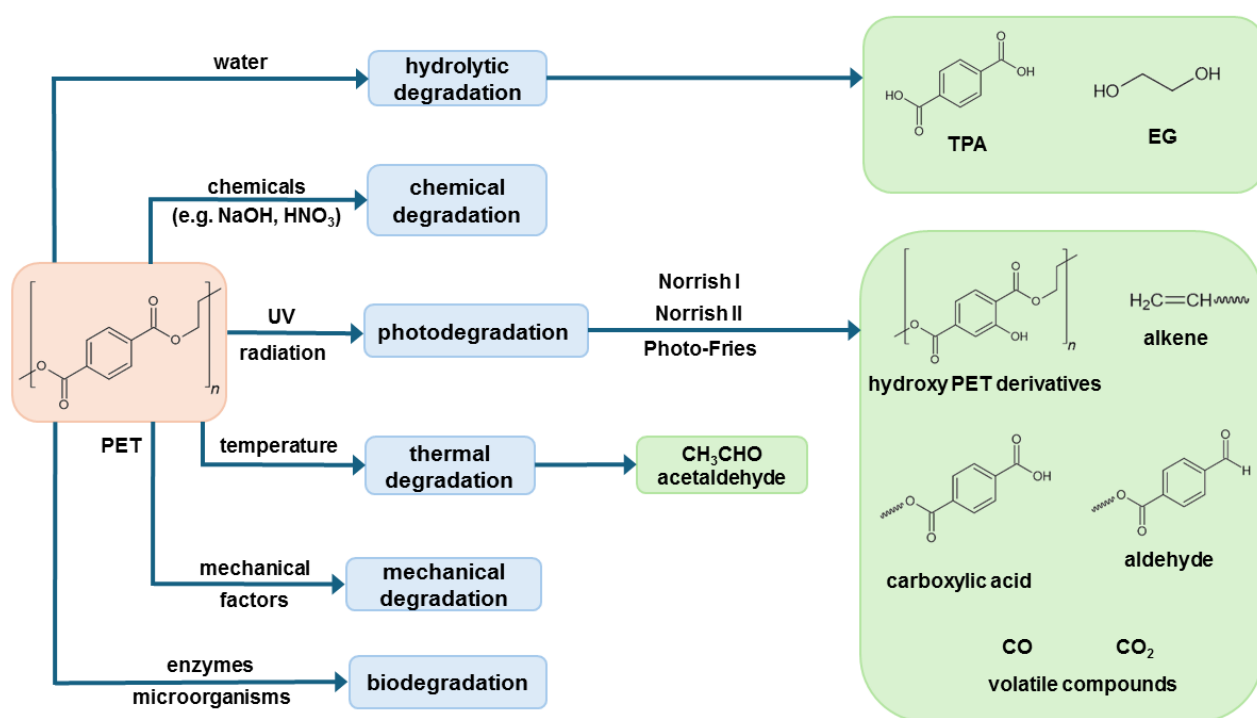 water
hydrolytic
degradation
O
OH
HO
O
TPA
HO
OH
EG
chemicals
(e.g. NaOH, HNO₃)
chemical
degradation
O
O
O
O
n
PET
UV
radiation
photodegradation
Norrish I
Norrish II
Photo-Fries
O
O
O
OH
O
n
hydroxy PET derivatives
H₂C=CH
alkene
temperature
thermal
degradation
CH₃CHO
acetaldehyde
O
OH
O
O
carboxylic acid
O
H
O
O
aldehyde
mechanical
factors
mechanical
degradation
CO
CO₂
volatile compounds
enzymes
microorganisms
biodegradation